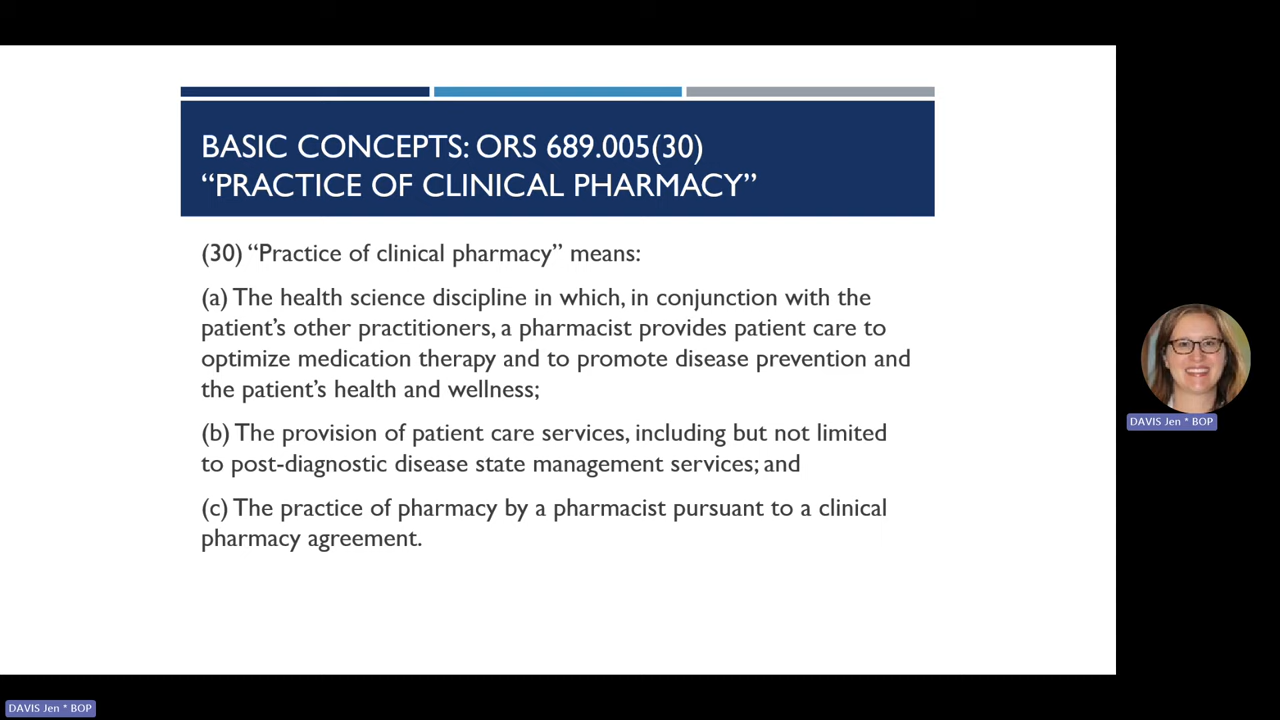 BASIC CONCEPTS: ORS 689.005(30)
“PRACTICE OF CLINICAL PHARMACY”
(30) “Practice of clinical pharmacy” means:
(a) The health science discipline in which, in conjunction with the
patient’s other practitioners, a pharmacist provides patient care to
optimize medication therapy and to promote disease prevention and
the patient’s health and wellness;
(b) The provision of patient care services, including but not limited
to post-diagnostic disease state management services; and
(c) The practice of pharmacy by a pharmacist pursuant to a clinical
pharmacy agreement.
DAVIS Jen * BOP
DAVIS Jen * BOP